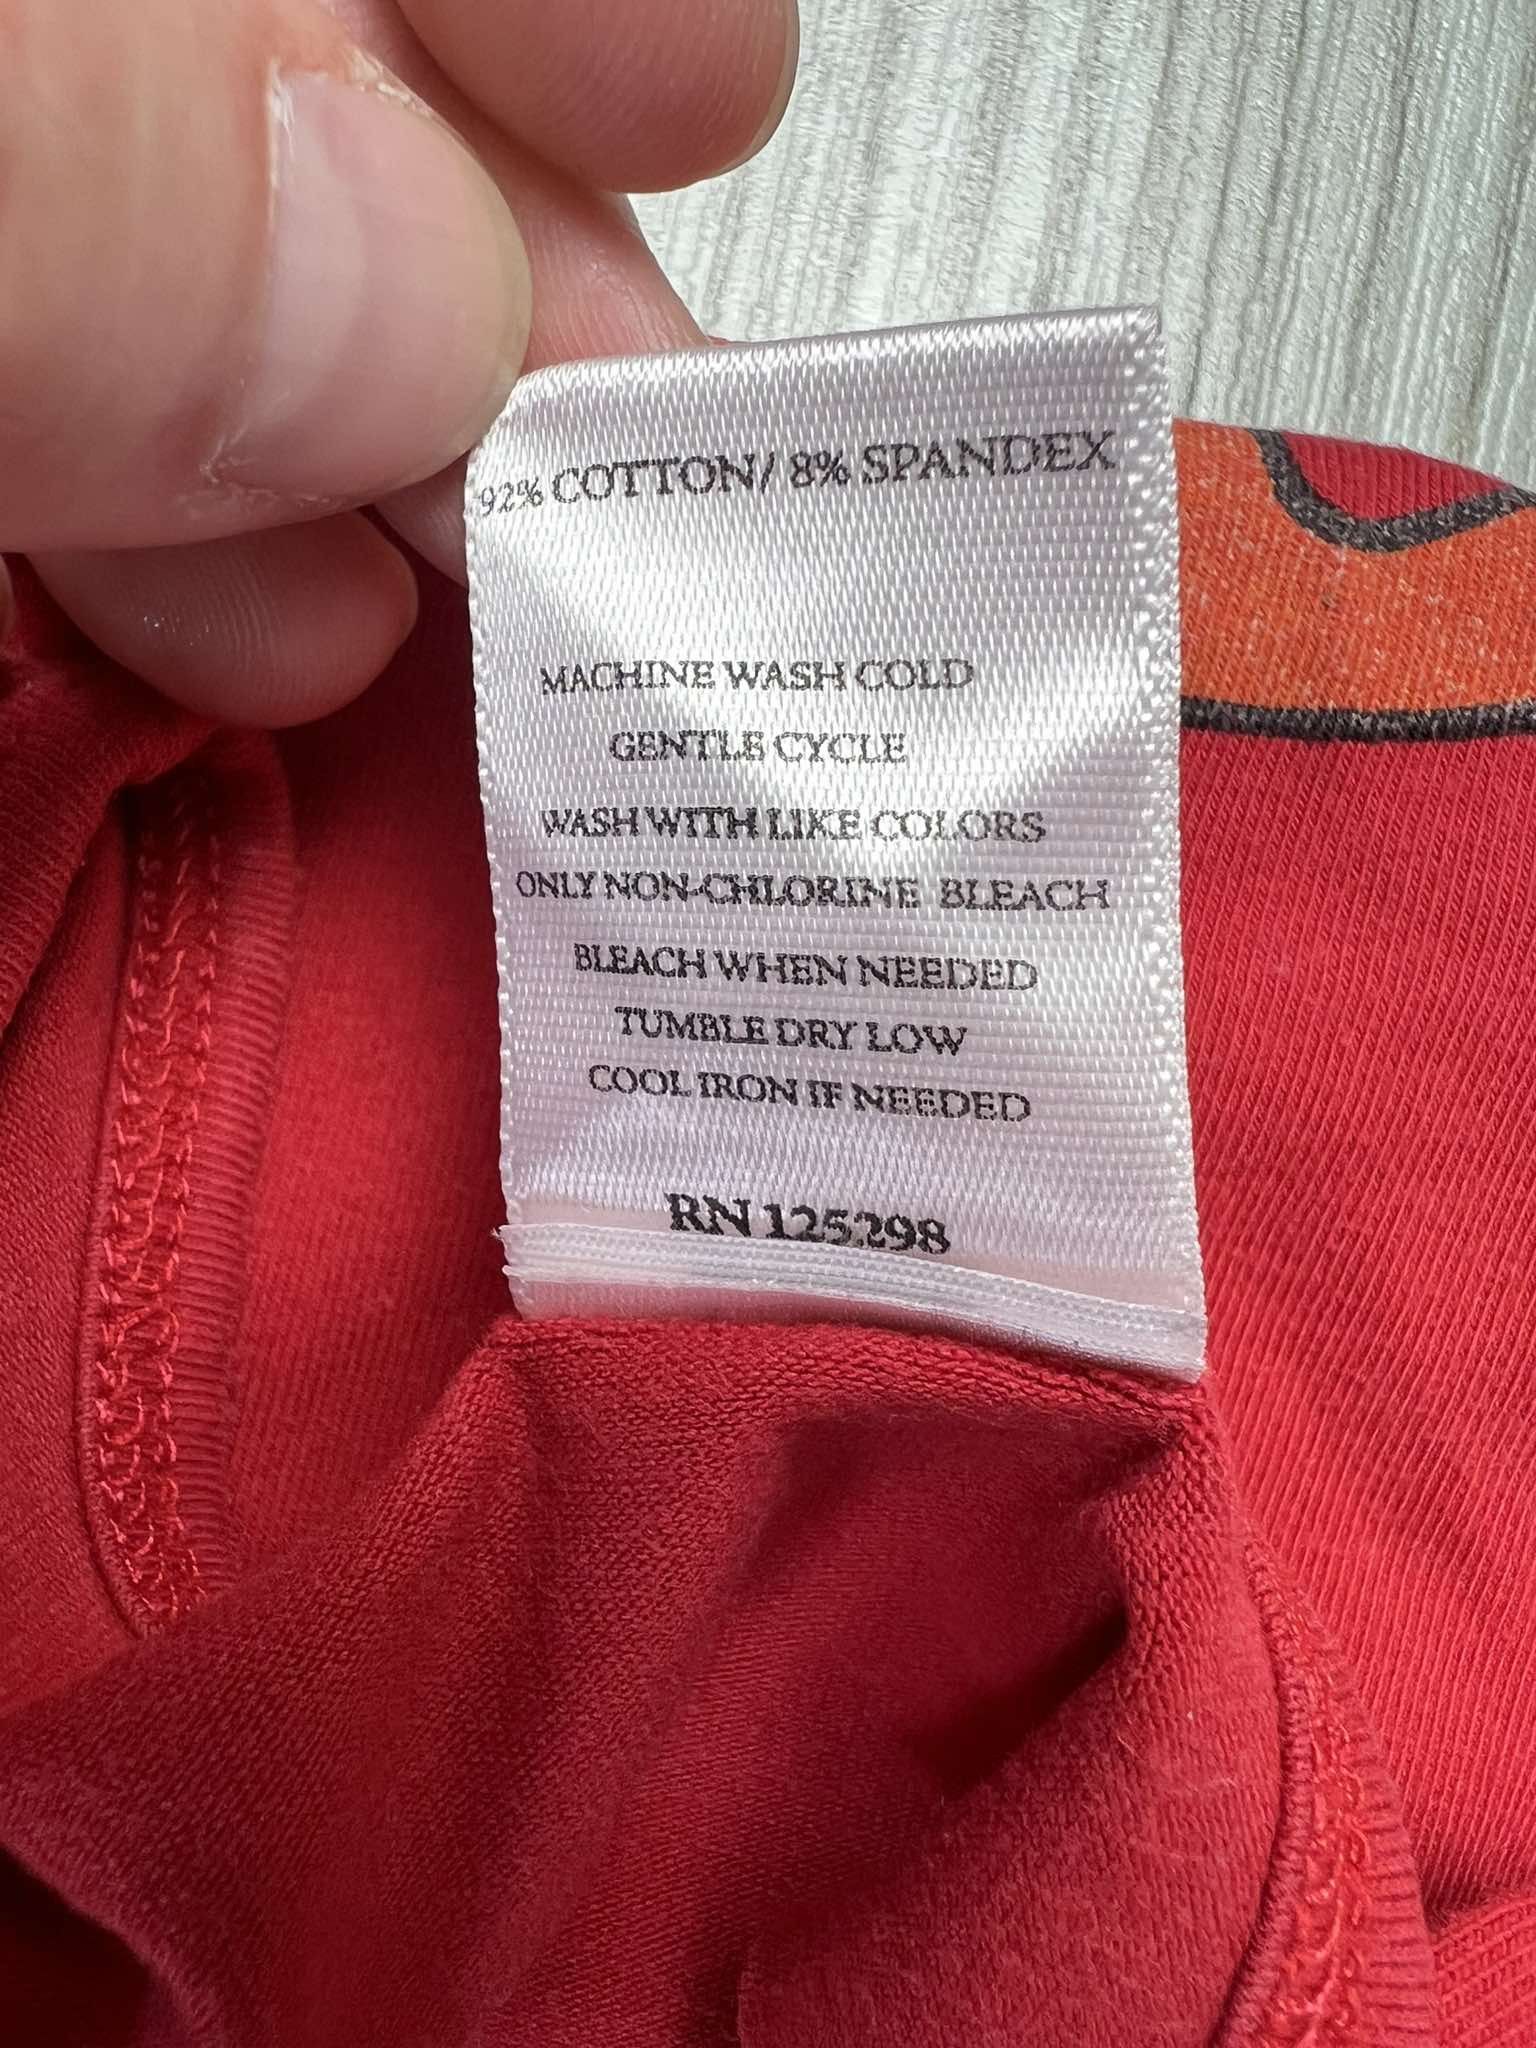 92% COTTON/ 8% SPANDEX
MACHINE WASH COLD
GENTLE CYCLE
WASH WITH LIKE COLORS
ONLY NON-CHLORINE BLEACH
BLEACH WHEN NEEDED
TUMBLE DRY LOW
COOL IRON IF NEEDED
RN 125298